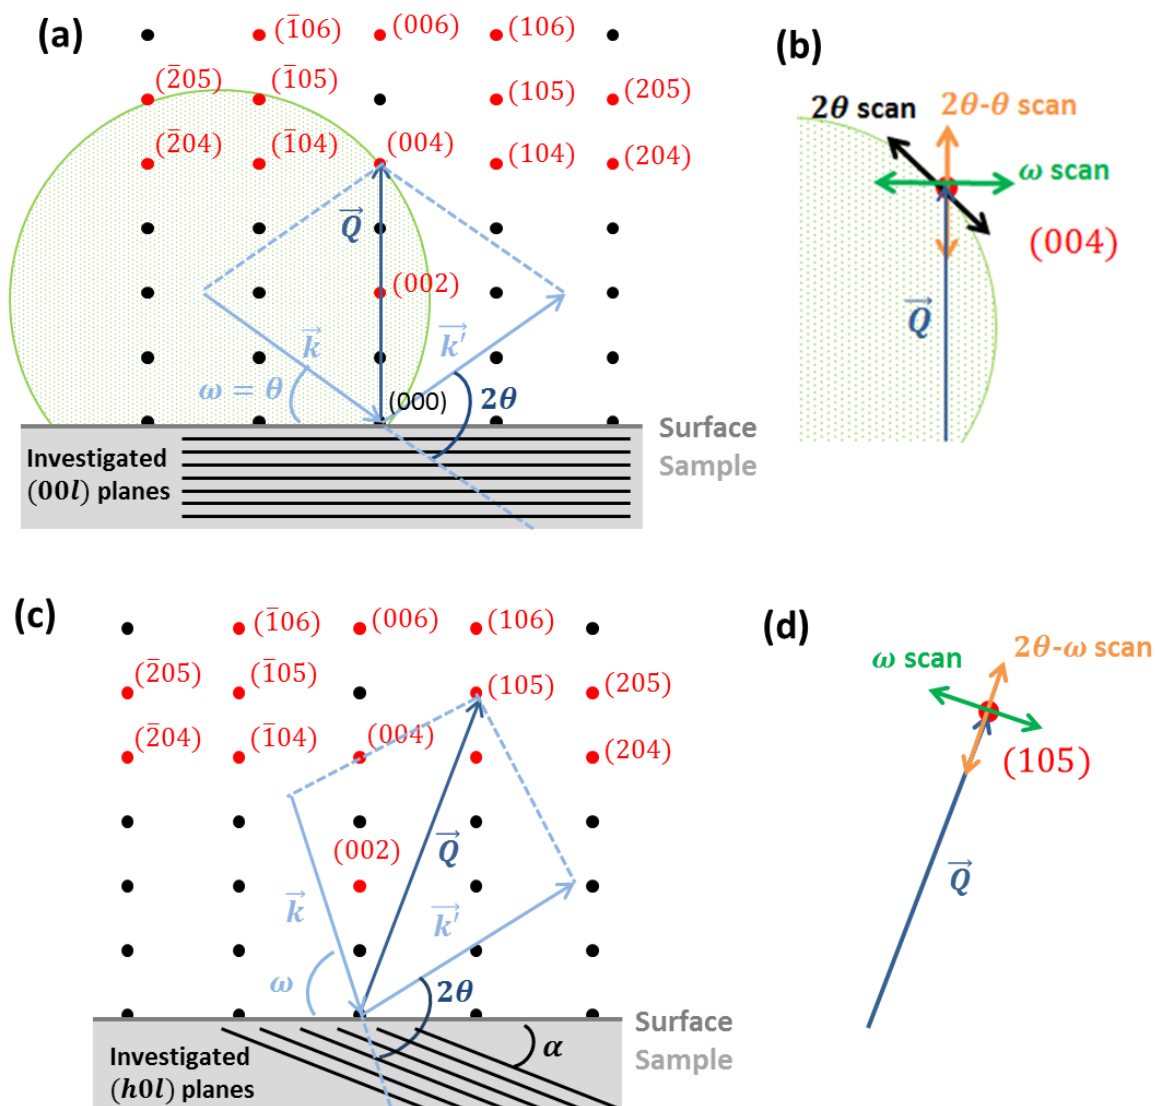 (a)
(1̄06) (006) (106)
(2̄05) (1̄05) (105) (205)
(2̄04) (1̄04) (004) (104) (204)
Q⃗
(002)
k⃗ k⃗′
ω = θ (000) 2θ
Surface
Sample
Investigated
(00l) planes
(b)
2θ scan 2θ-θ scan
ω scan
(004)
Q⃗
(c)
(1̄06) (006) (106)
(2̄05) (1̄05) (105) (205)
(2̄04) (1̄04) (004) (204)
(002) Q⃗
k⃗ k⃗′
ω 2θ
Surface
Sample
α
Investigated
(h0l) planes
(d)
ω scan 2θ-ω scan
(105)
Q⃗